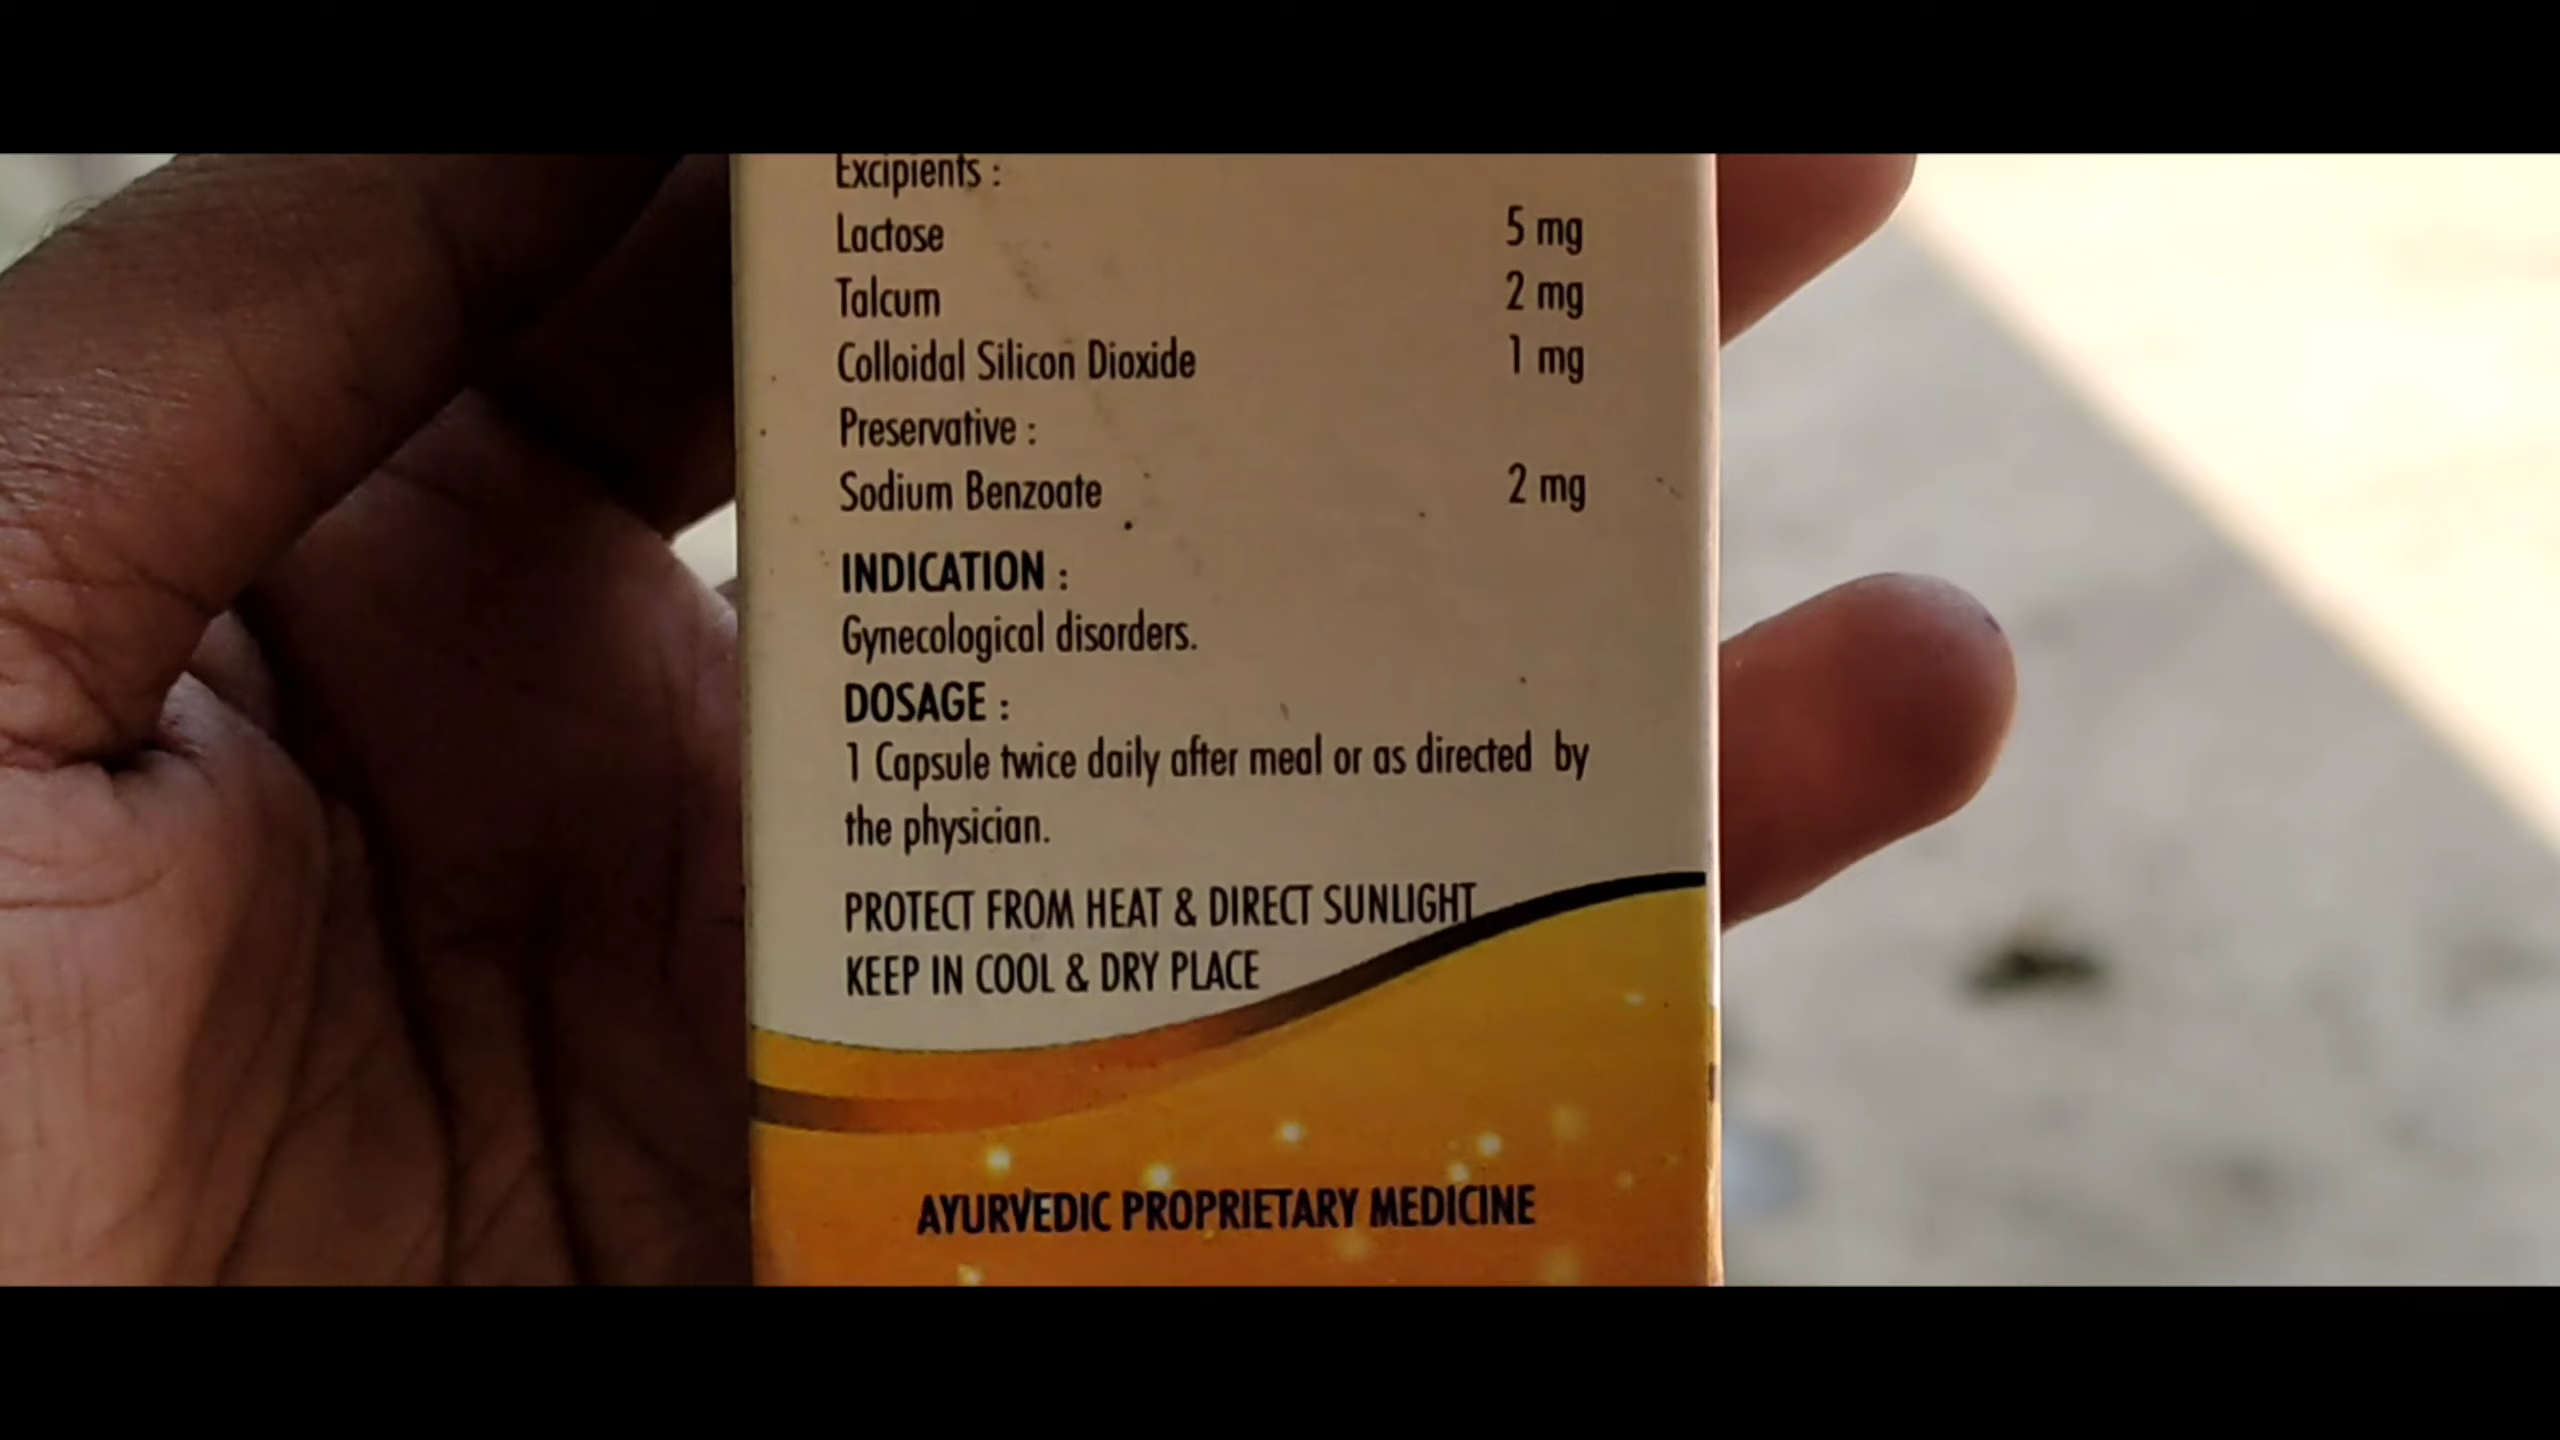 Excipients :
Lactose 5 mg
Talcum 2 mg
Colloidal Silicon Dioxide 1 mg
Preservative :
Sodium Benzoate 2 mg
INDICATION :
Gynecological disorders.
DOSAGE :
1 Capsule twice daily after meal or as directed by
the physician.
PROTECT FROM HEAT & DIRECT SUNLIGHT
KEEP IN COOL & DRY PLACE
AYURVEDIC PROPRIETARY MEDICINE